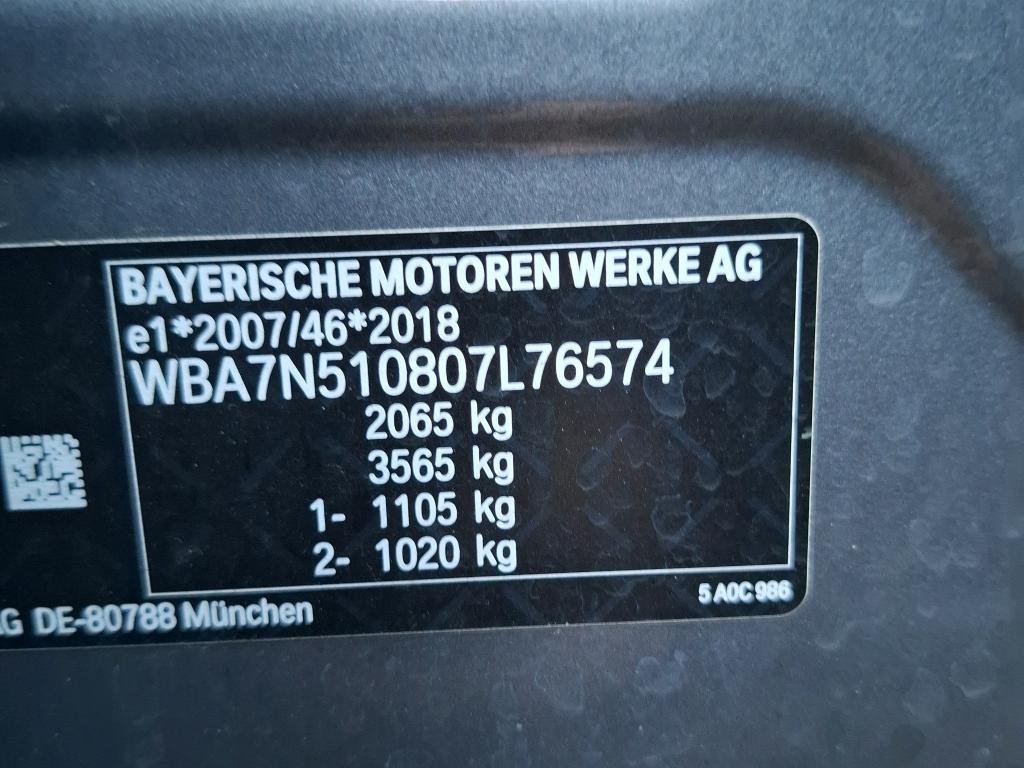 BAYERISCHE MOTOREN WERKE AG
e1*2007/46*2018
WBA7N510807L76574
2065 kg
3565 kg
1- 1105 kg
2- 1020 kg
5 A0C 986
AG DE-80788 München